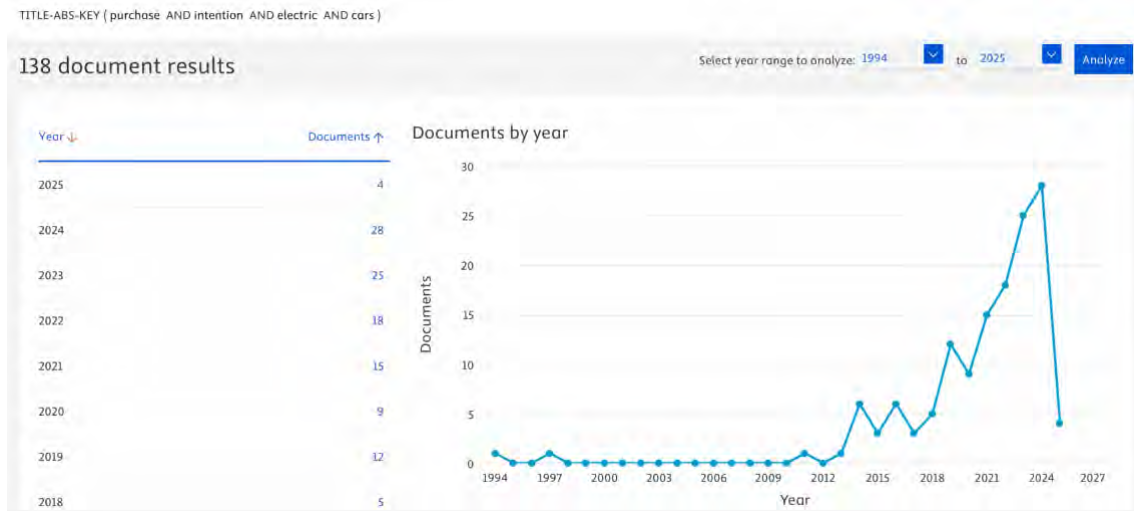 TITLE-ABS-KEY ( purchase AND intention AND electric AND cars )
138 document results
Select year range to analyze: 1994 to 2025 Analyze
Year Documents
2025 4
2024 28
2023 25
2022 18
2021 15
2020 9
2019 12
2018 5
Documents by year
30
25
20
15
10
5
0
Documents
1994 1997 2000 2003 2006 2009 2012 2015 2018 2021 2024 2027
Year